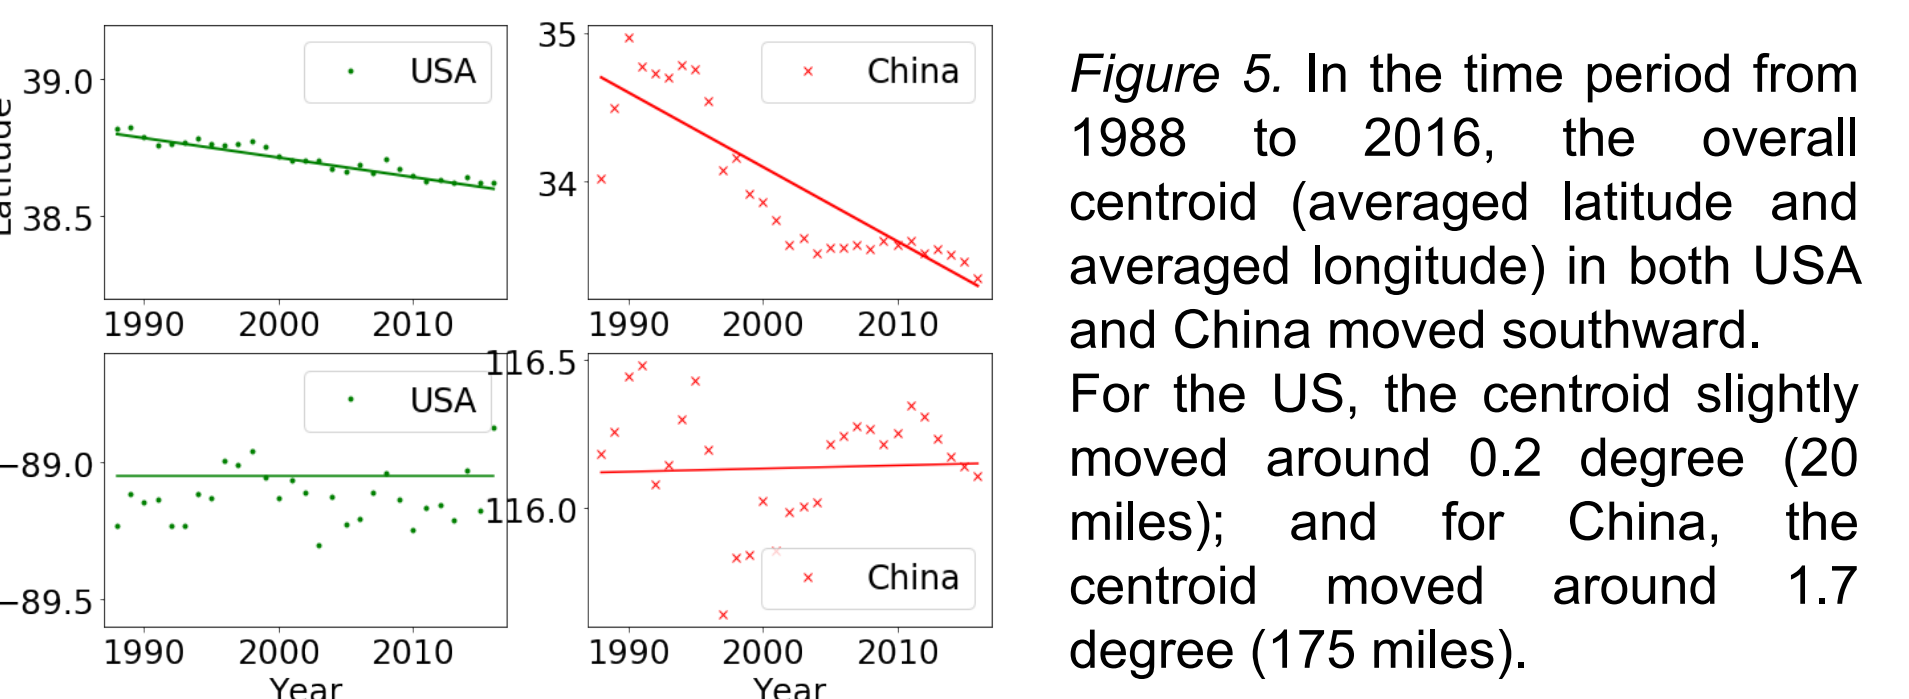 39.0
38.5
Latitude
USA
1990 2000 2010
35
34
China
1990 2000 2010
−89.0
−89.5
USA
1990 2000 2010
Year
116.5
116.0
China
1990 2000 2010
Year
Figure 5. In the time period from
1988 to 2016, the overall
centroid (averaged latitude and
averaged longitude) in both USA
and China moved southward.
For the US, the centroid slightly
moved around 0.2 degree (20
miles); and for China, the
centroid moved around 1.7
degree (175 miles).